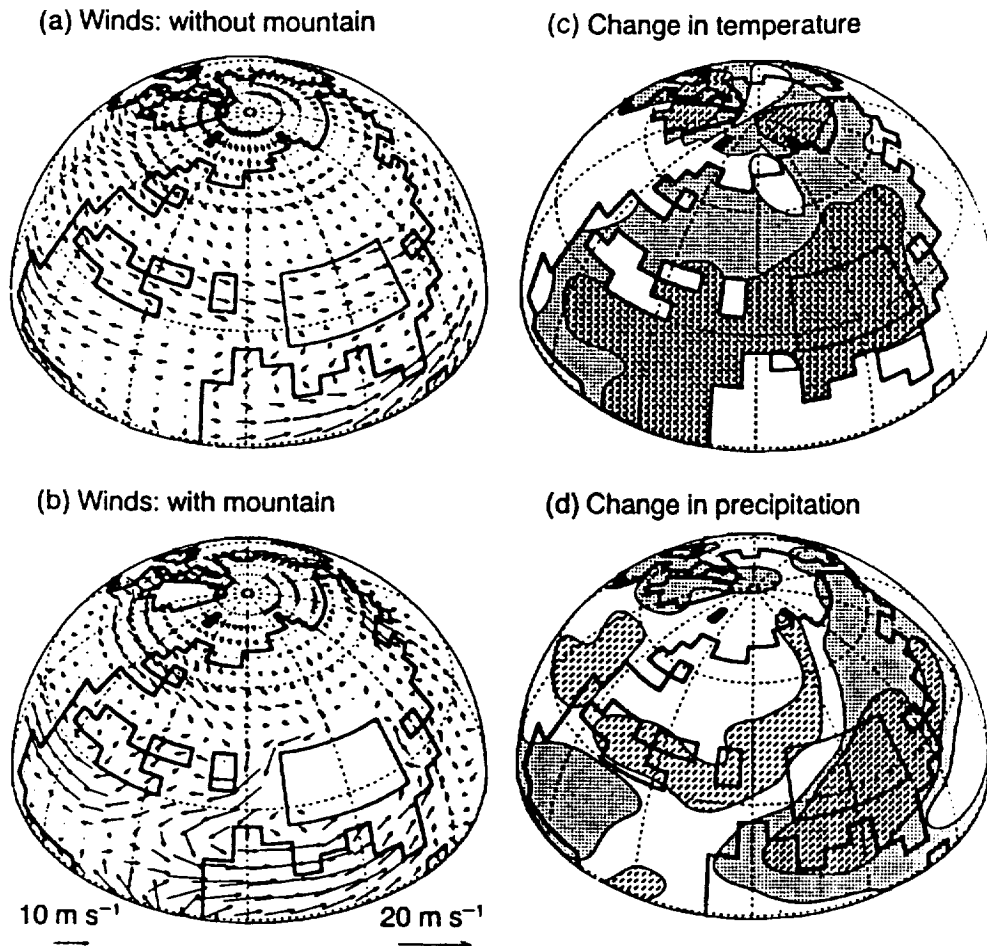 (a) Winds: without mountain
(c) Change in temperature
(b) Winds: with mountain
(d) Change in precipitation
10 m s⁻¹
20 m s⁻¹